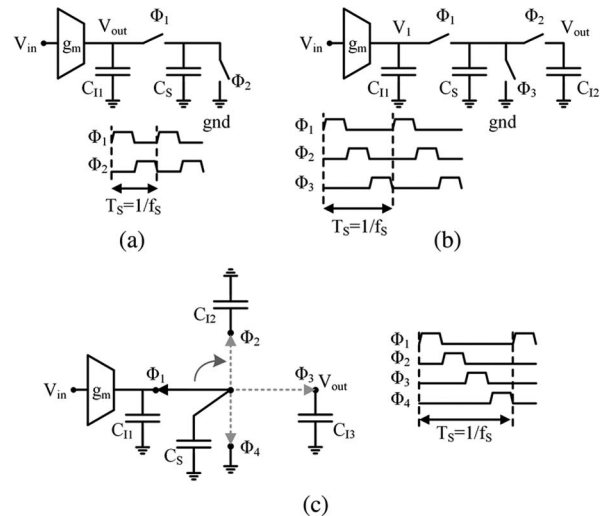 V_in g_m V_out Φ_1
C_I1 C_S Φ_2
gnd
Φ_1
Φ_2
T_S=1/f_S
(a)
V_in g_m V_1 Φ_1 Φ_2 V_out
C_I1 C_S Φ_3 C_I2
gnd
Φ_1
Φ_2
Φ_3
T_S=1/f_S
(b)
C_I2
Φ_2
V_in g_m Φ_1 Φ_3 V_out
C_I1 C_S Φ_4 C_I3
Φ_1
Φ_2
Φ_3
Φ_4
T_S=1/f_S
(c)